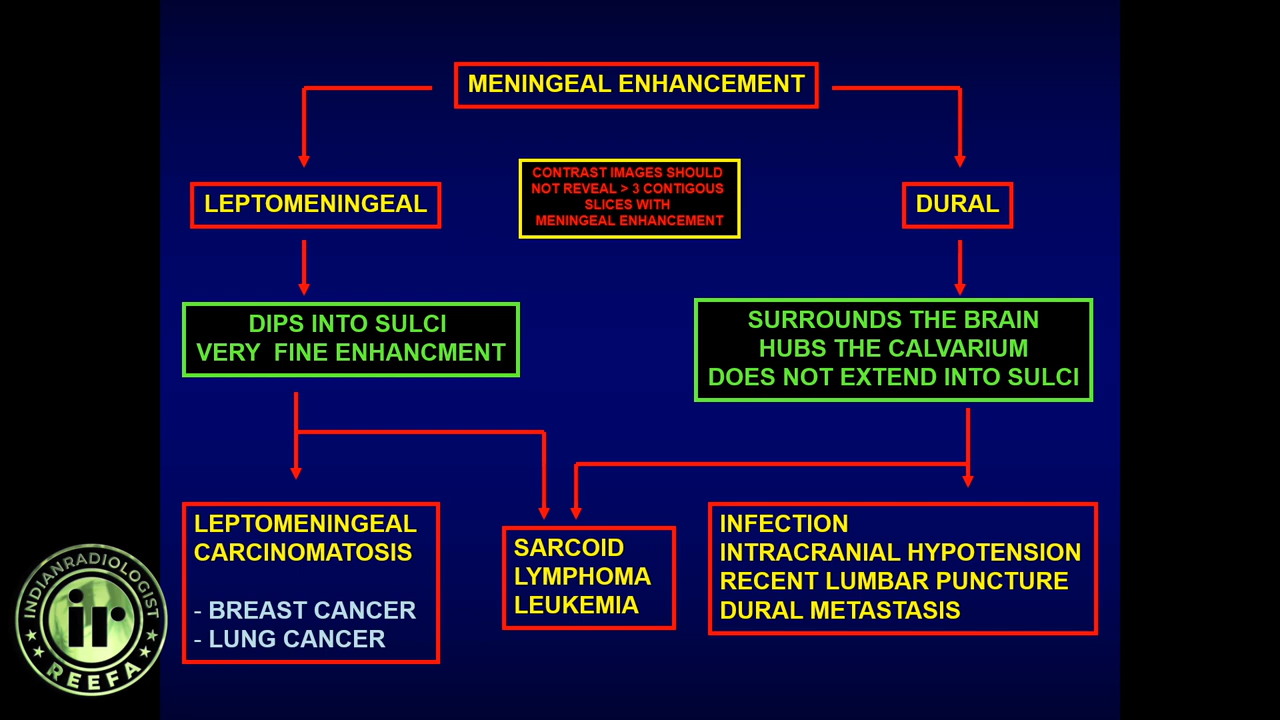 MENINGEAL ENHANCEMENT
CONTRAST IMAGES SHOULD
NOT REVEAL > 3 CONTIGOUS
SLICES WITH
MENINGEAL ENHANCEMENT
LEPTOMENINGEAL
DURAL
DIPS INTO SULCI
VERY FINE ENHANCMENT
SURROUNDS THE BRAIN
HUBS THE CALVARIUM
DOES NOT EXTEND INTO SULCI
LEPTOMENINGEAL
CARCINOMATOSIS
- BREAST CANCER
- LUNG CANCER
SARCOID
LYMPHOMA
LEUKEMIA
INFECTION
INTRACRANIAL HYPOTENSION
RECENT LUMBAR PUNCTURE
DURAL METASTASIS
INDIANRADIOLOGIST
ir
REEFA